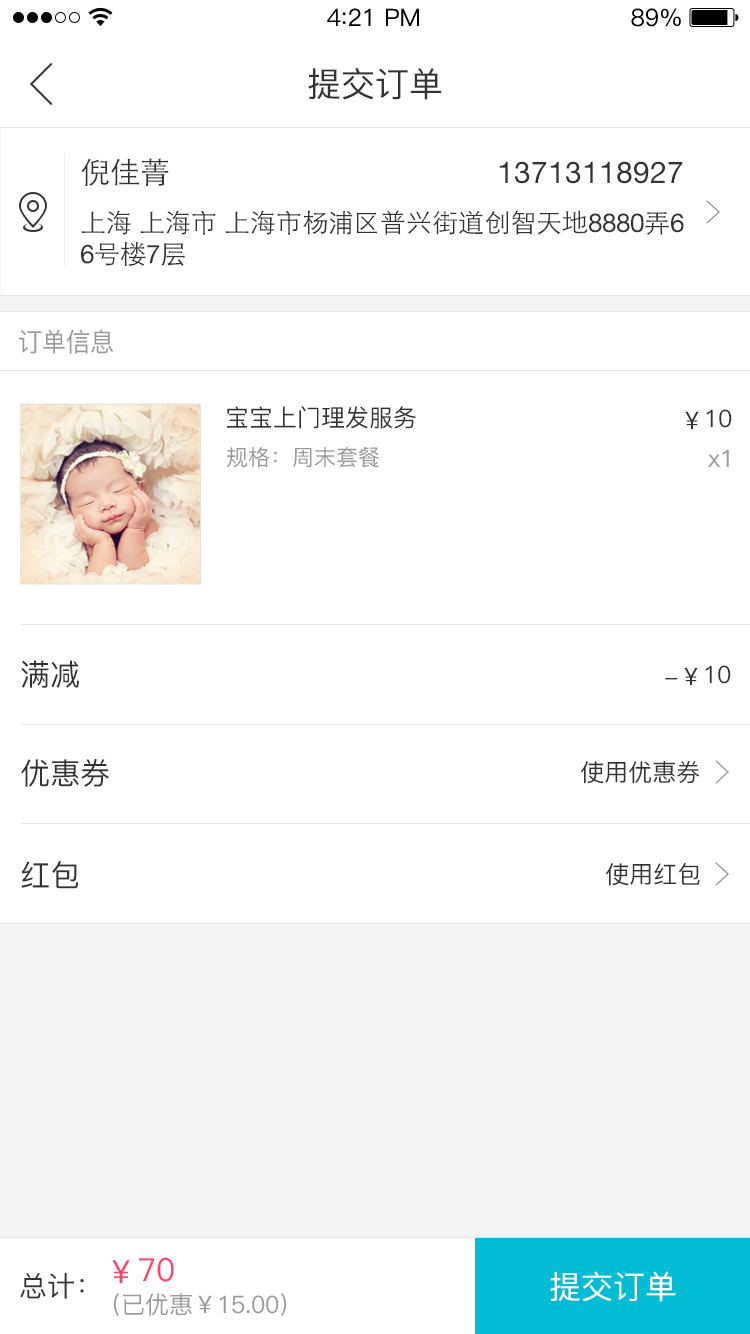 4:21 PM 89%
提交订单
倪佳菁 13713118927
上海 上海市 上海市杨浦区普兴街道创智天地8880弄6
6号楼7层
订单信息
宝宝上门理发服务 ¥10
规格：周末套餐 x1
满减 –¥10
优惠券 使用优惠券
红包 使用红包
总计： ¥70
(已优惠¥15.00)
提交订单